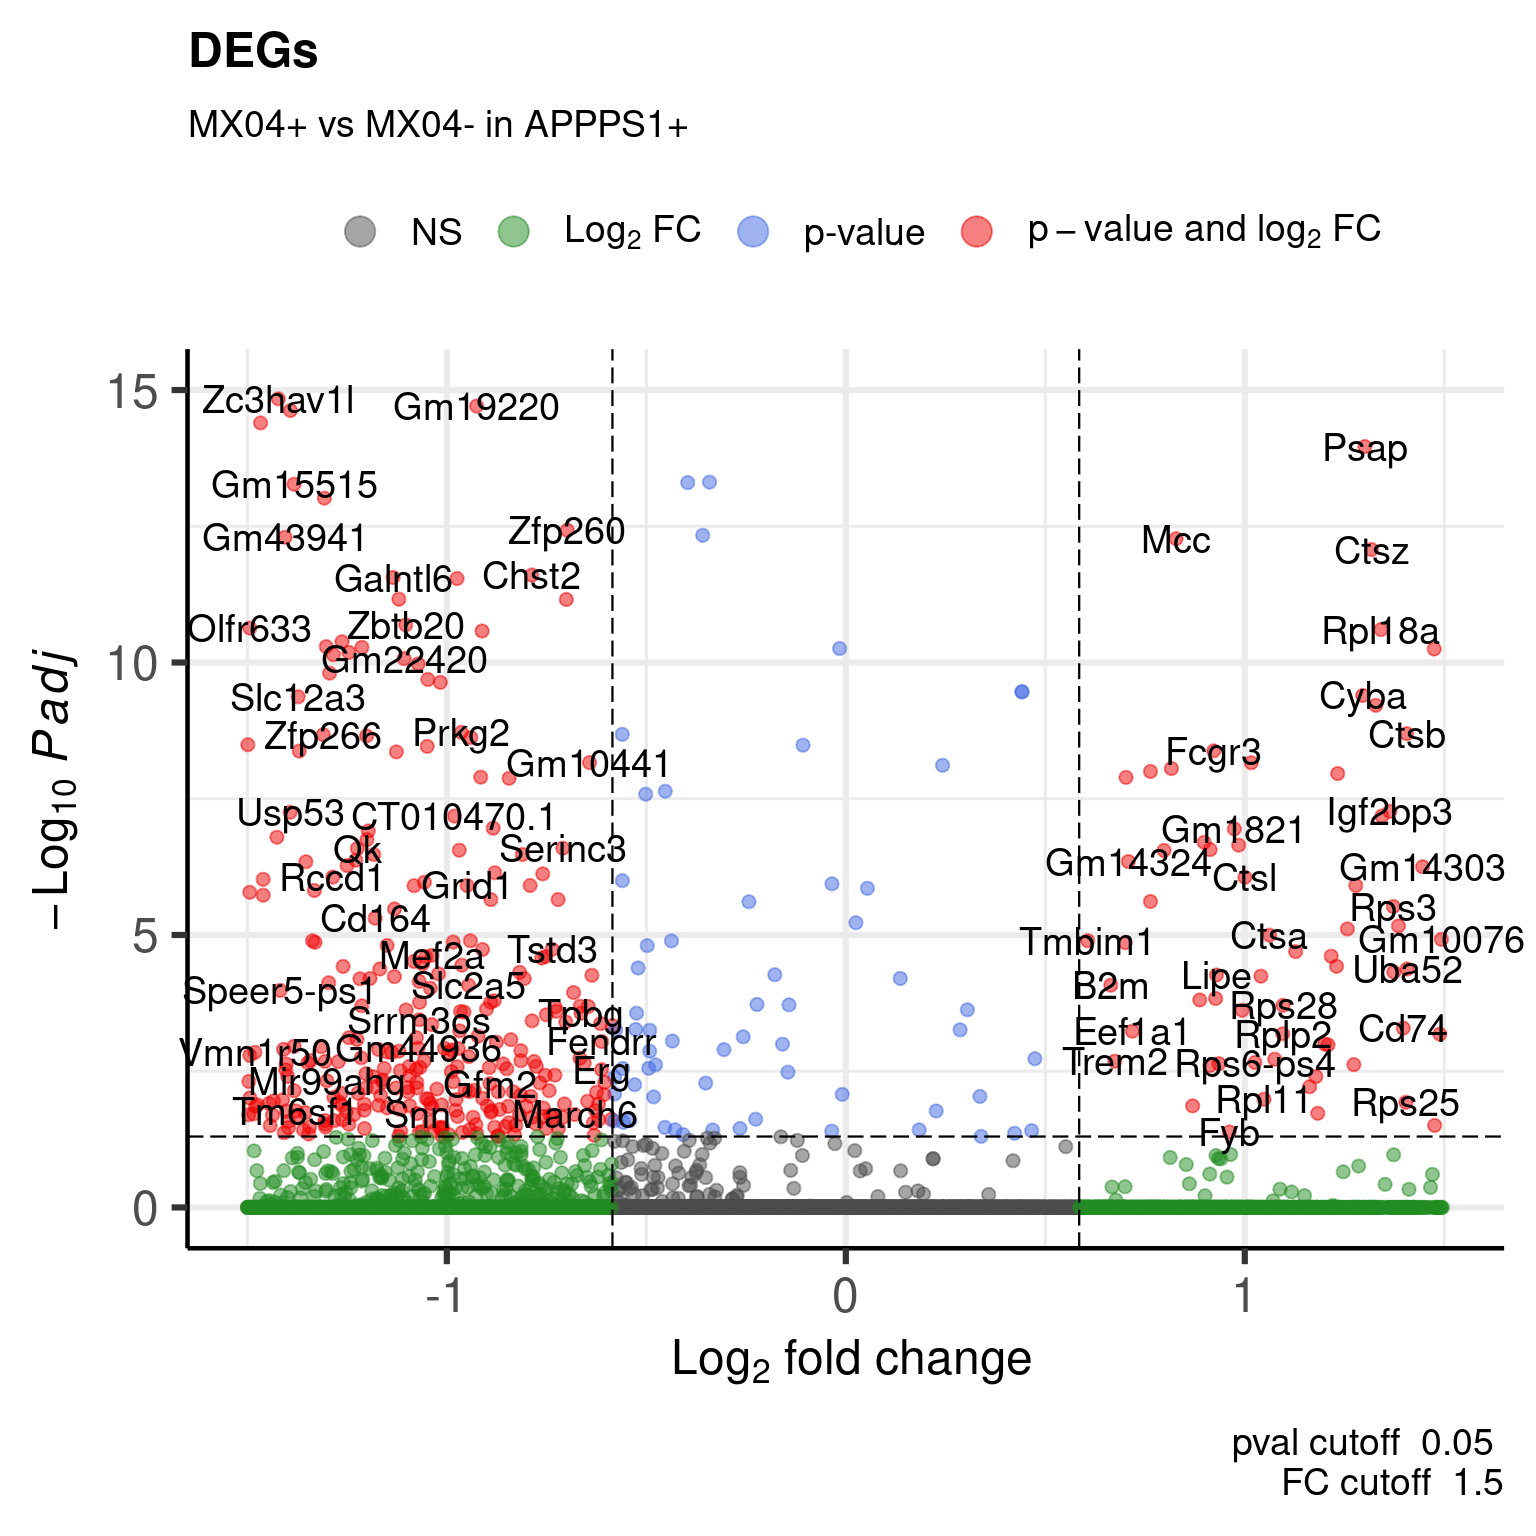 DEGs
MX04+ vs MX04- in APPPS1+
NS Log₂ FC p-value p – value and log₂ FC
–Log₁₀ Padj
15
10
5
0
Zc3hav1l
Gm19220
Psap
Gm15515
Zfp260
Gm43941
Mcc
Ctsz
Galntl6
Chst2
Olfr633
Zbtb20
Rpl18a
Gm22420
Slc12a3
Cyba
Zfp266
Prkg2
Ctsb
Gm10441
Fcgr3
Usp53
CT010470.1
Igf2bp3
Gm1821
Qk
Serinc3
Gm14324
Gm14303
Rccd1
Grid1
Ctsl
Cd164
Rps3
Mef2a
Tstd3
Tmbim1
Ctsa
Gm10076
Speer5-ps1
Slc2a5
B2m
Lipe
Uba52
Srrm3os
Tpbg
Rps28
Vmn1r50
Gm44936
Fendrr
Eef1a1
Rplp2
Cd74
Mir99ahg
Gfm2
Erg
Trem2
Rps6-ps4
Tm6sf1
Snn
March6
Rpl11
Rps25
Fyb
-1 0 1
Log₂ fold change
pval cutoff 0.05
FC cutoff 1.5